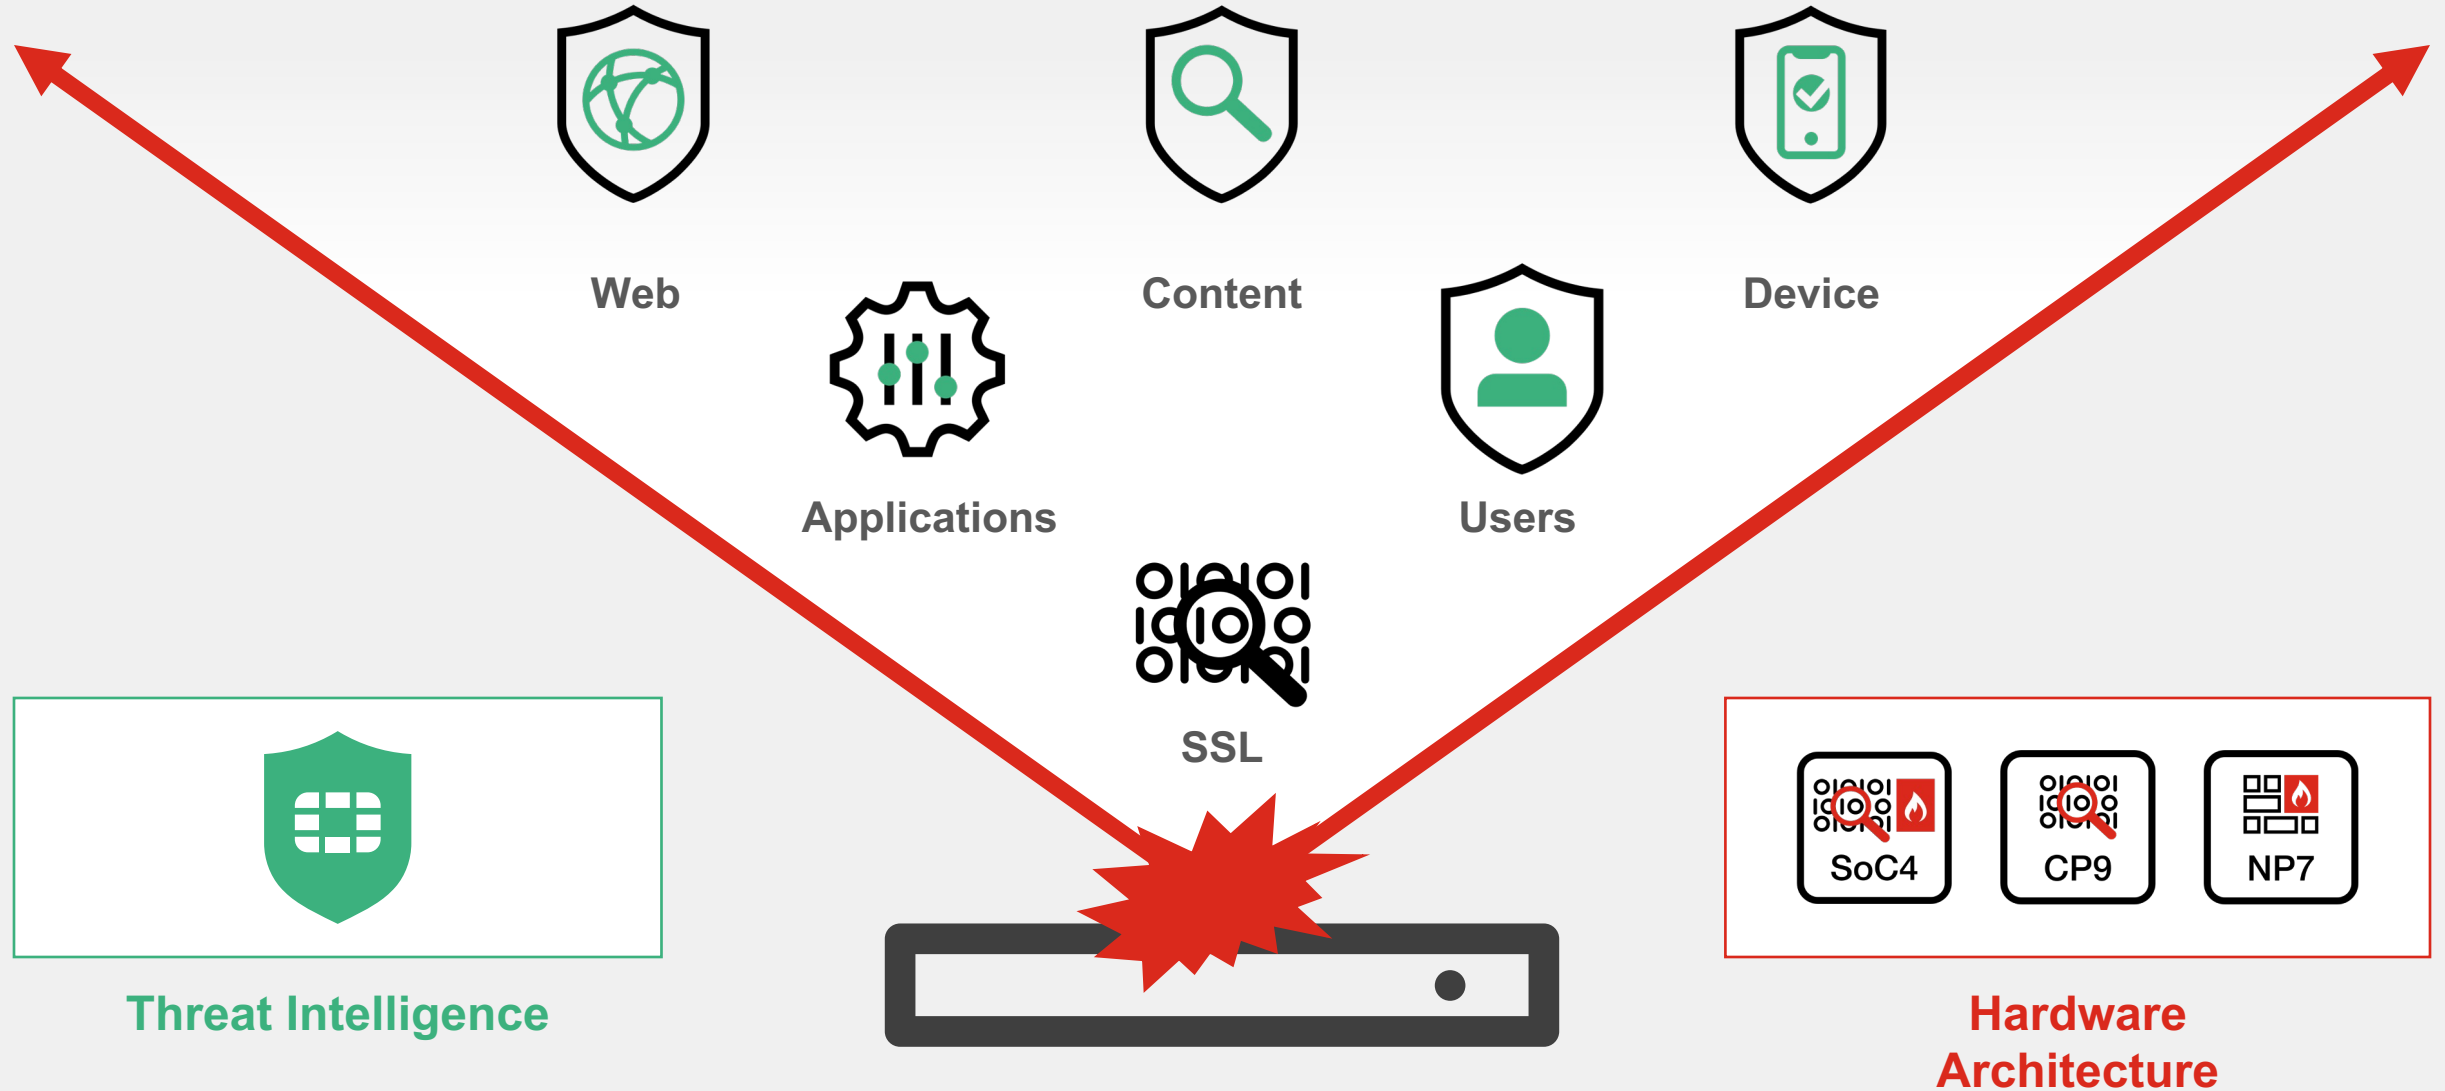 Web
Content
Device
Applications
Users
SSL
SoC4
CP9
NP7
Threat Intelligence
Hardware
Architecture